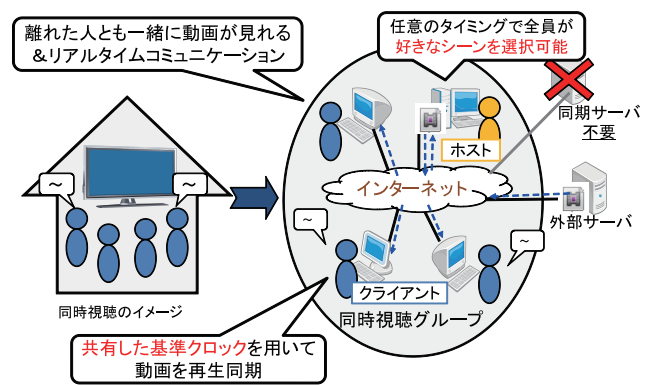 離れた人とも一緒に動画が見れる
&リアルタイムコミュニケーション
任意のタイミングで全員が
好きなシーンを選択可能
同期サーバ
不要
ホスト
インターネット
外部サーバ
~
~
~
~
クライアント
同時視聴グループ
同時視聴のイメージ
共有した基準クロックを用いて
動画を再生同期